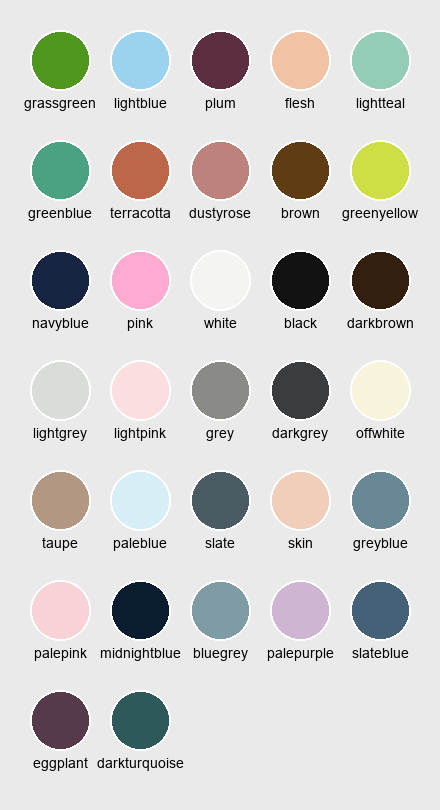 grassgreen lightblue plum flesh lightteal
greenblue terracotta dustyrose brown greenyellow
navyblue pink white black darkbrown
lightgrey lightpink grey darkgrey offwhite
taupe paleblue slate skin greyblue
palepink midnightblue bluegrey palepurple slateblue
eggplant darkturquoise